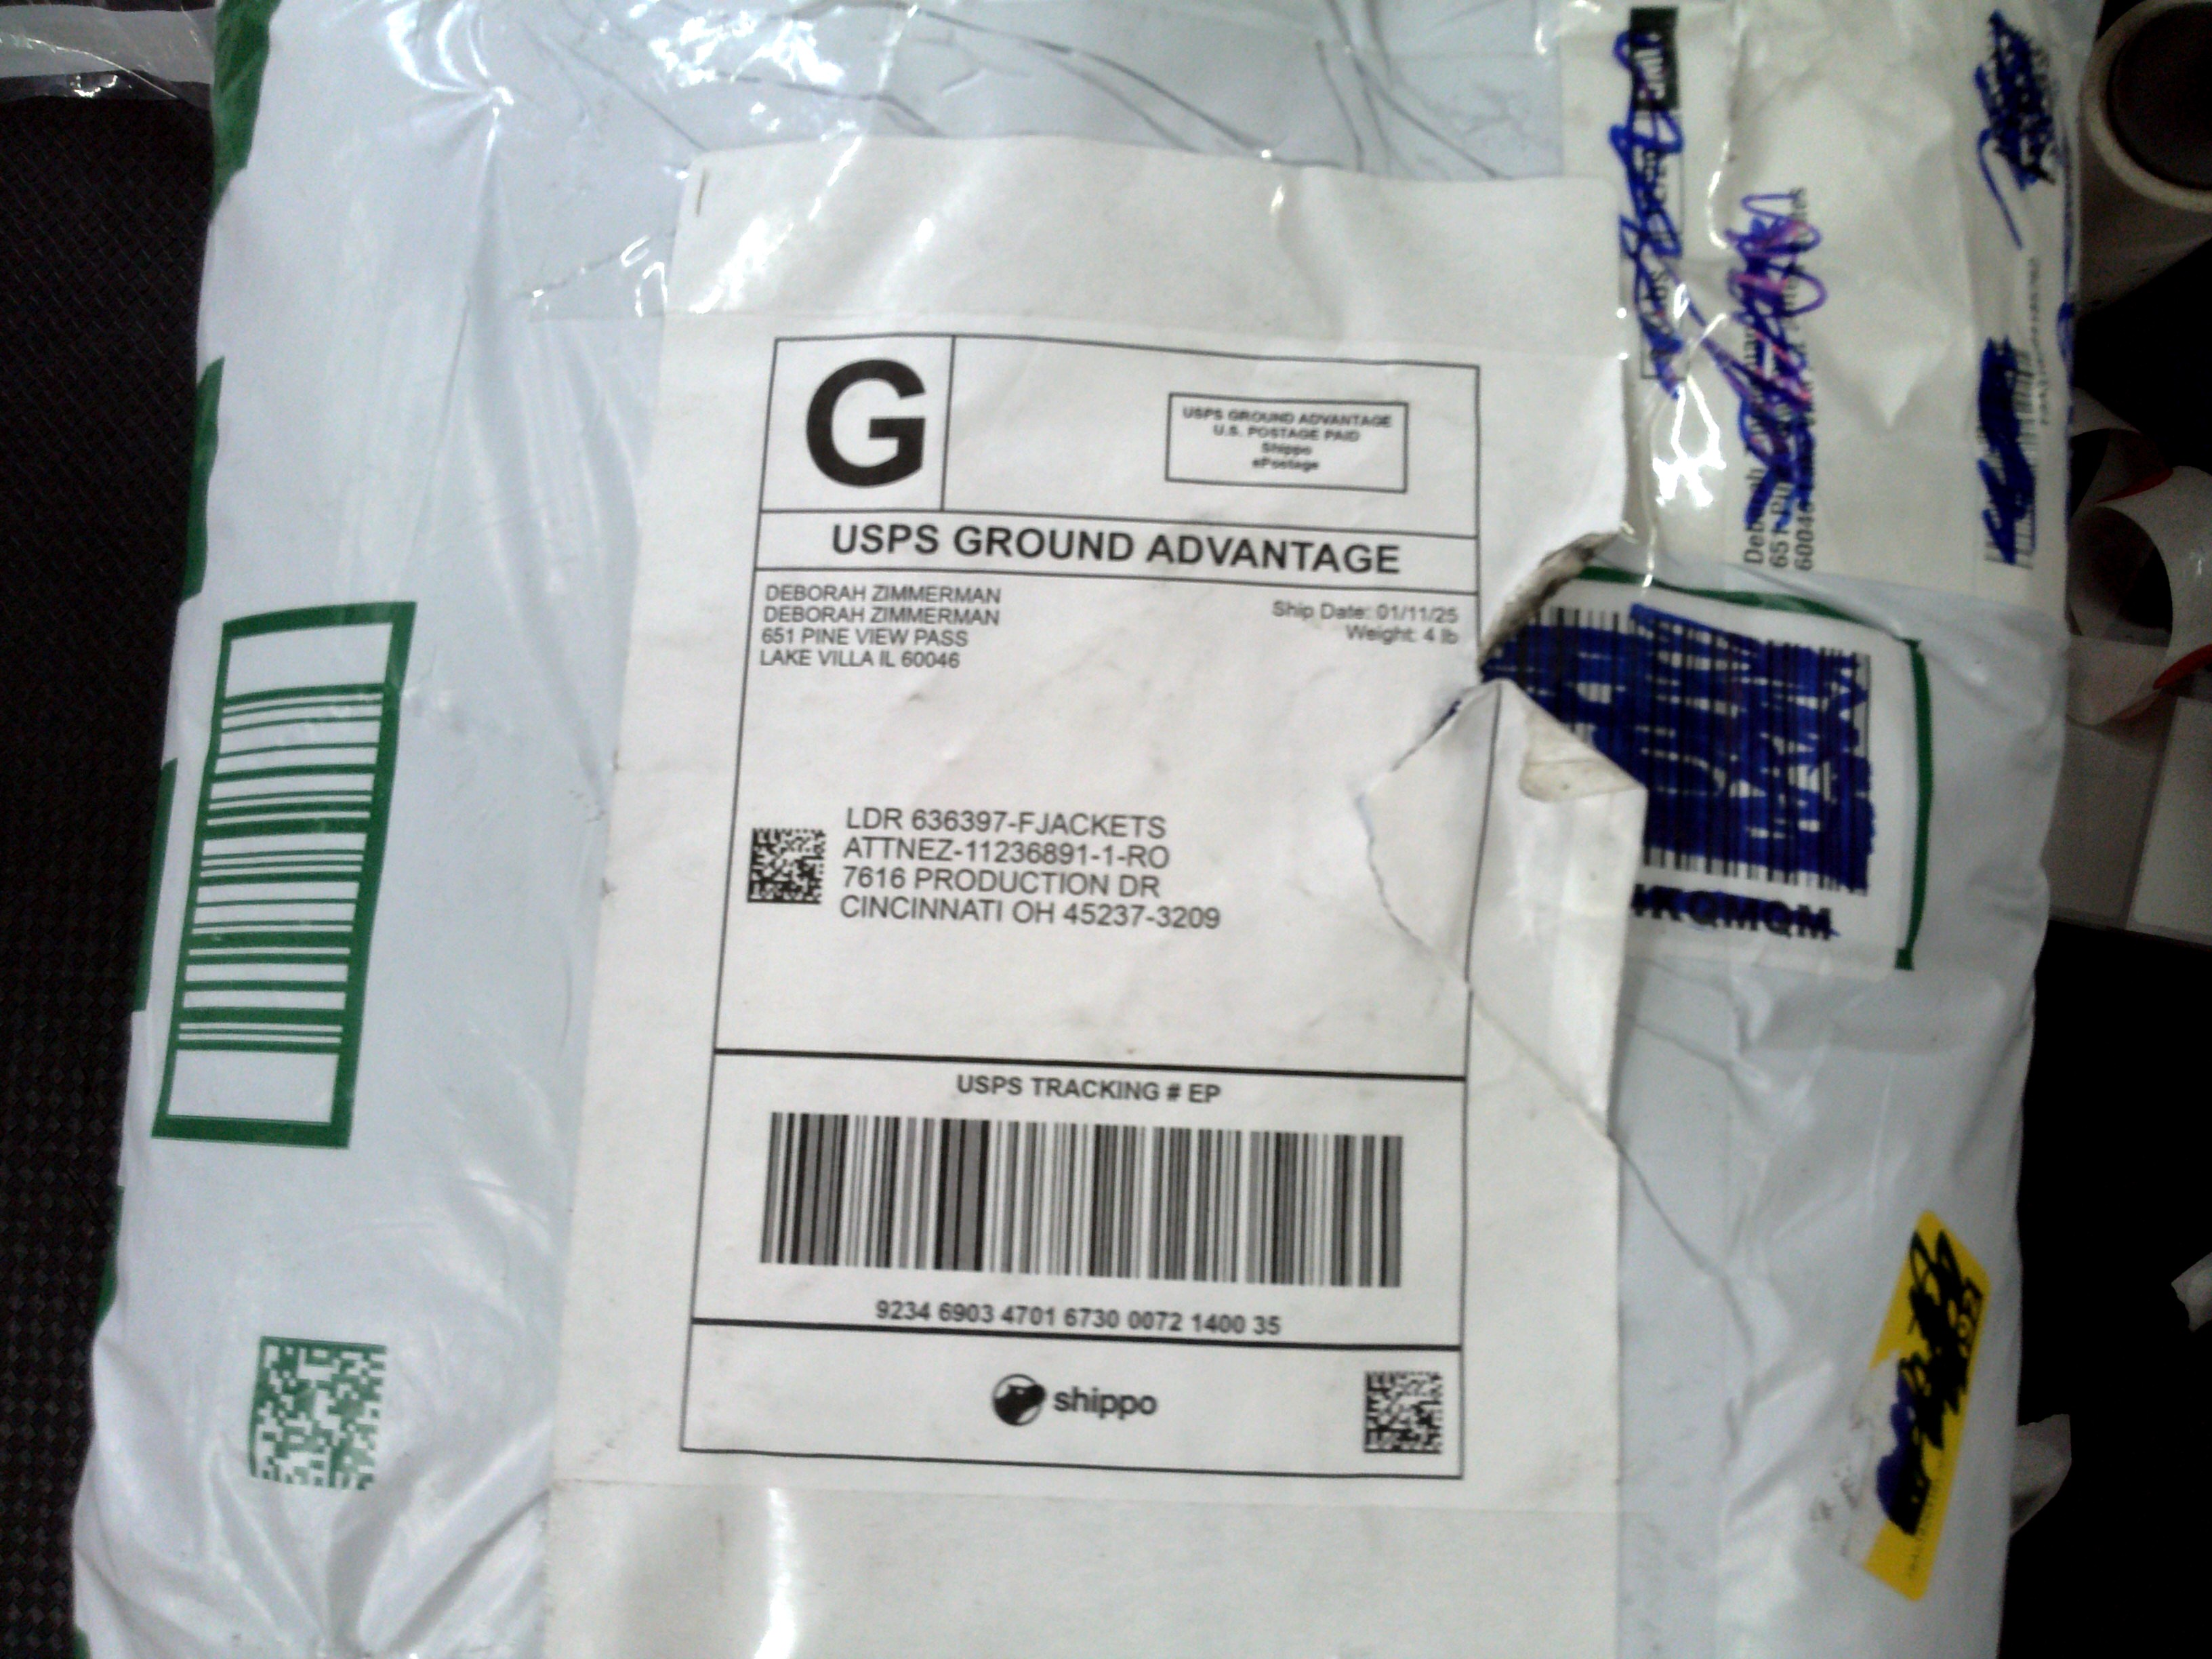 G
USPS GROUND ADVANTAGE
U.S. POSTAGE PAID
Shippo
ePostage
USPS GROUND ADVANTAGE
DEBORAH ZIMMERMAN
DEBORAH ZIMMERMAN
651 PINE VIEW PASS
LAKE VILLA IL 60046
Ship Date: 01/11/25
Weight: 4 lb
LDR 636397-FJACKETS
ATTNEZ-11236891-1-RO
7616 PRODUCTION DR
CINCINNATI OH 45237-3209
USPS TRACKING # EP
9234 6903 4701 6730 0072 1400 35
shippo